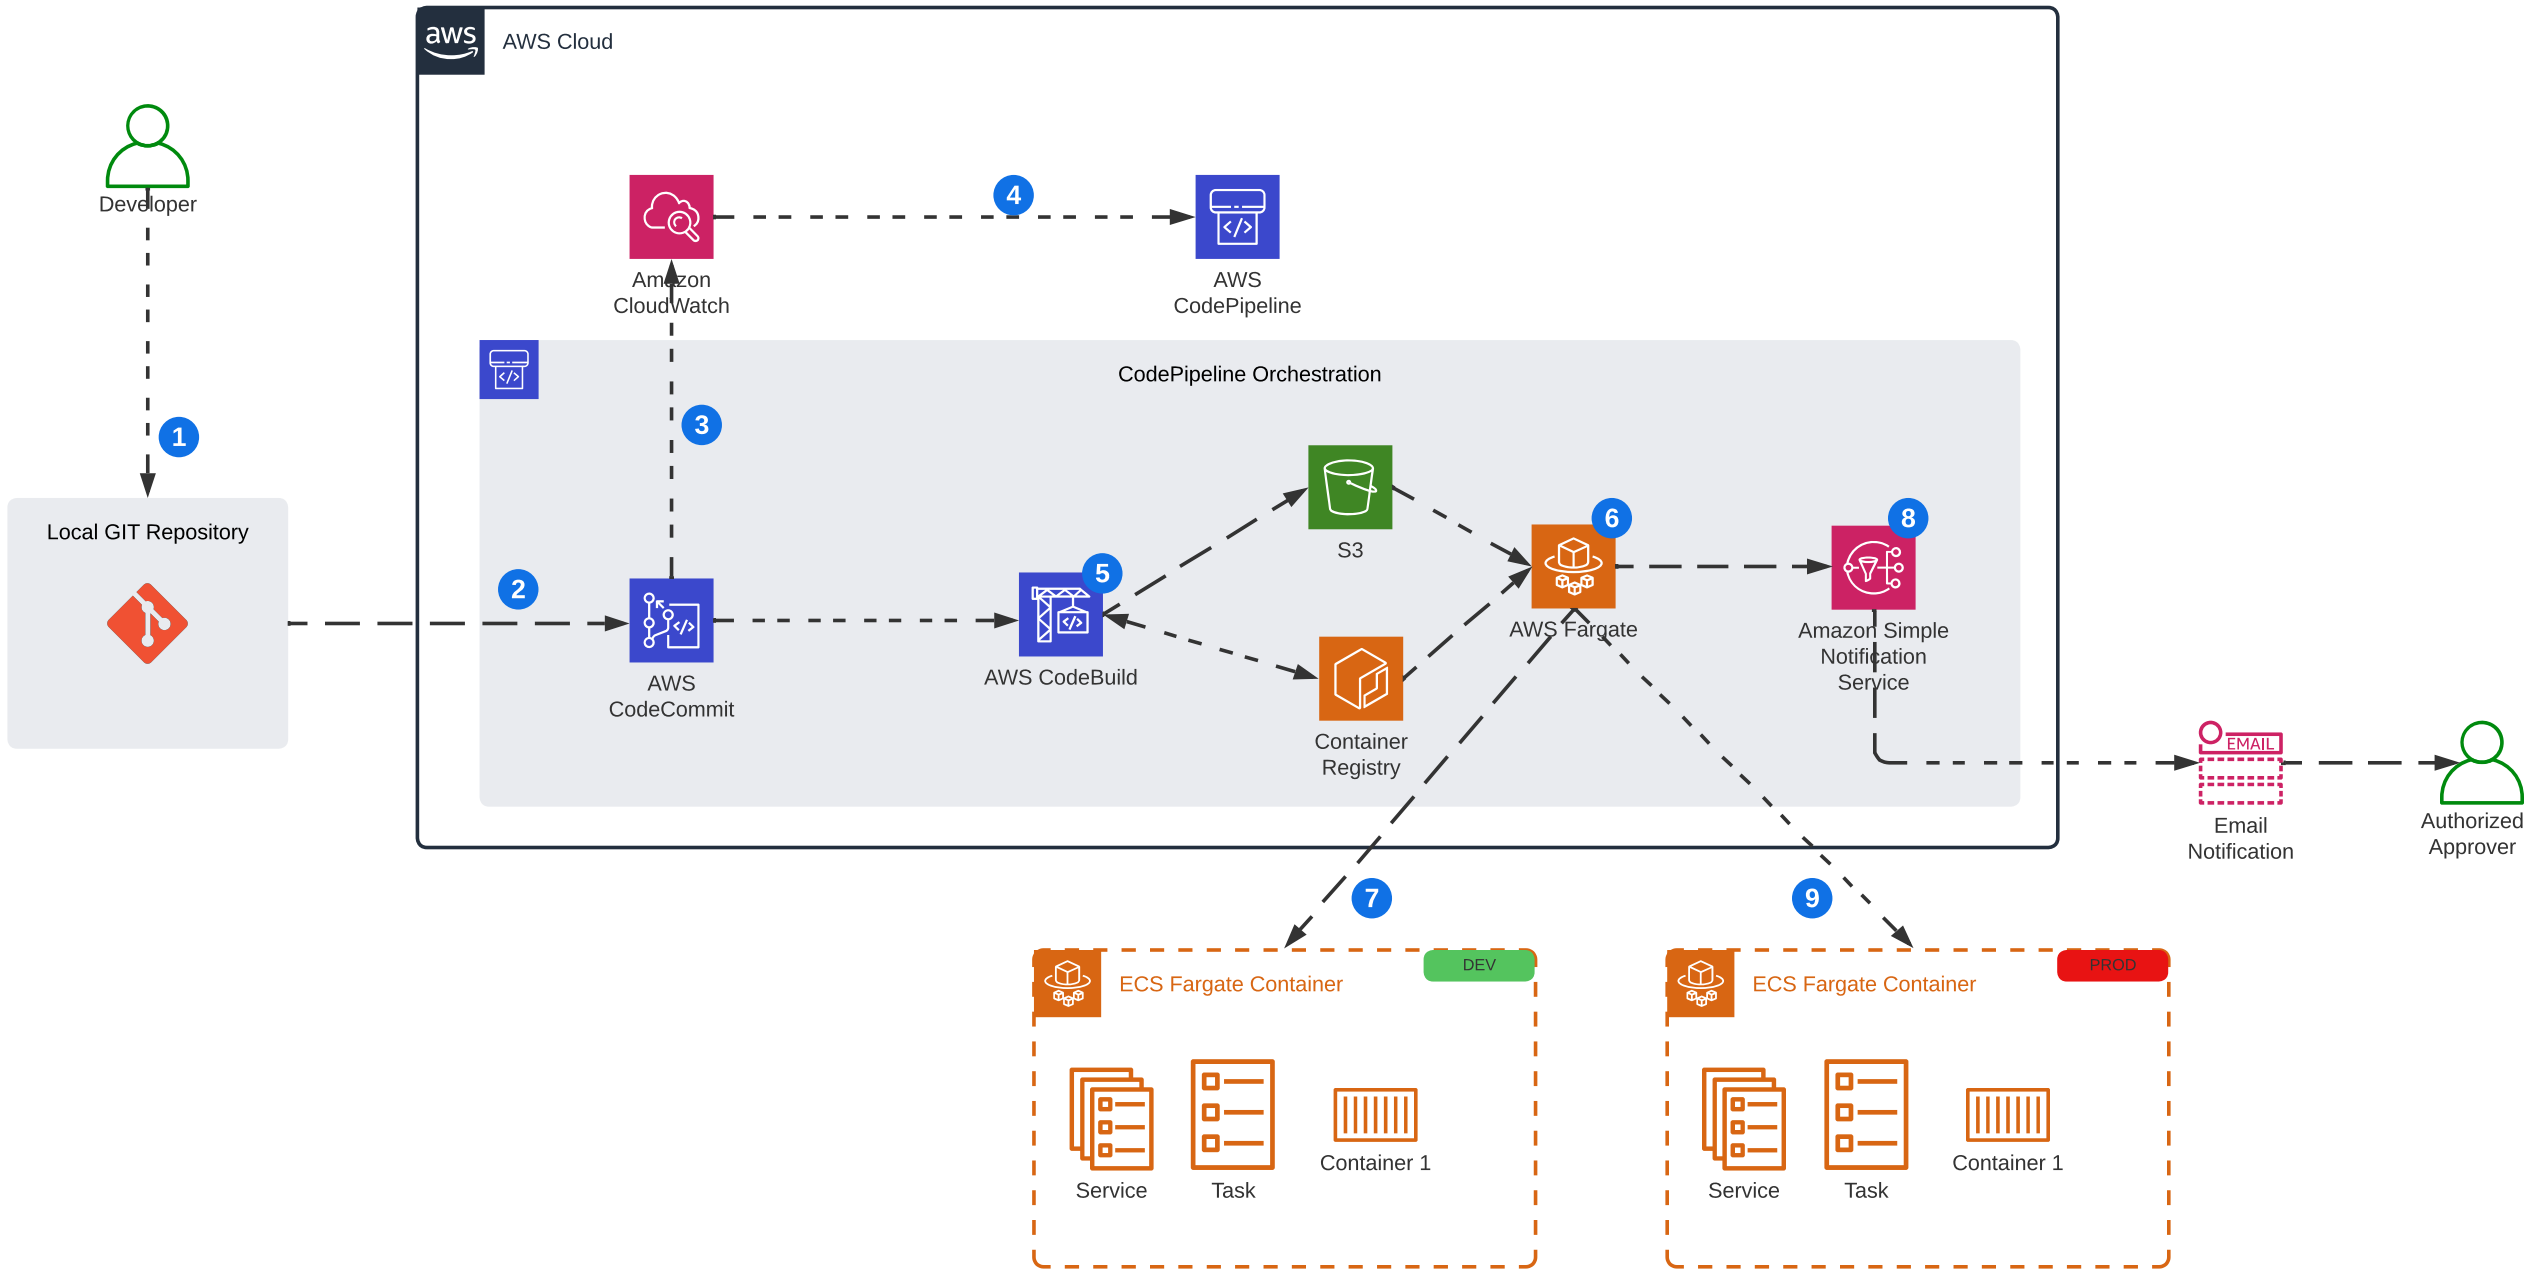 aws
AWS Cloud
Developer
4
Amazon
CloudWatch
AWS
CodePipeline
CodePipeline Orchestration
3
1
Local GIT Repository
2
AWS
CodeCommit
5
AWS CodeBuild
S3
Container
Registry
6
AWS Fargate
8
Amazon Simple
Notification
Service
EMAIL
Email
Notification
Authorized
Approver
7
9
ECS Fargate Container
DEV
Service
Task
Container 1
ECS Fargate Container
PROD
Service
Task
Container 1